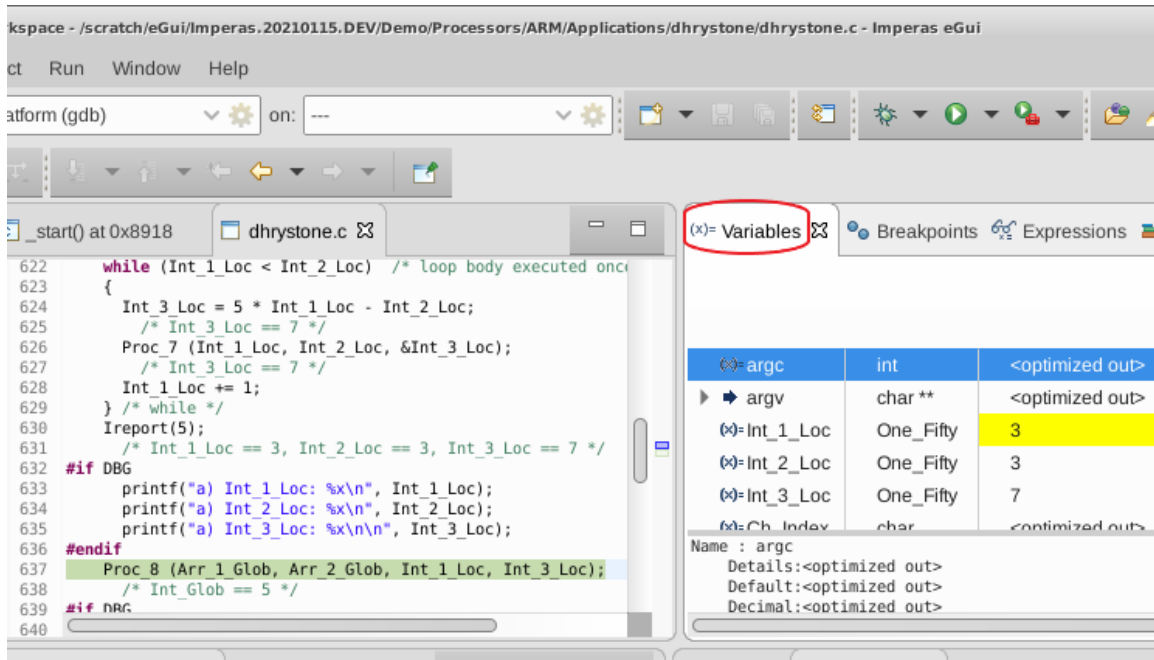 kspace - /scratch/eGui/Imperas.20210115.DEV/Demo/Processors/ARM/Applications/dhrystone/dhrystone.c - Imperas eGui
ct Run Window Help
atform (gdb) on: ---
_start() at 0x8918 dhrystone.c
622 while (Int_1_Loc < Int_2_Loc) /* loop body executed once
623 {
624 Int_3_Loc = 5 * Int_1_Loc - Int_2_Loc;
625 /* Int_3_Loc == 7 */
626 Proc_7 (Int_1_Loc, Int_2_Loc, &Int_3_Loc);
627 /* Int_3_Loc == 7 */
628 Int_1_Loc += 1;
629 } /* while */
630 Ireport(5);
631 /* Int_1_Loc == 3, Int_2_Loc == 3, Int_3_Loc == 7 */
632 #if DBG
633 printf("a) Int_1_Loc: %x\n", Int_1_Loc);
634 printf("a) Int_2_Loc: %x\n", Int_2_Loc);
635 printf("a) Int_3_Loc: %x\n\n", Int_3_Loc);
636 #endif
637 Proc_8 (Arr_1_Glob, Arr_2_Glob, Int_1_Loc, Int_3_Loc);
638 /* Int_Glob == 5 */
639 #if DBG
640
(x)= Variables Breakpoints Expressions
(x)= argc int <optimized out>
argv char ** <optimized out>
(x)= Int_1_Loc One_Fifty 3
(x)= Int_2_Loc One_Fifty 3
(x)= Int_3_Loc One_Fifty 7
(x)= Ch_Index char <optimized out>
Name : argc
Details:<optimized out>
Default:<optimized out>
Decimal:<optimized out>